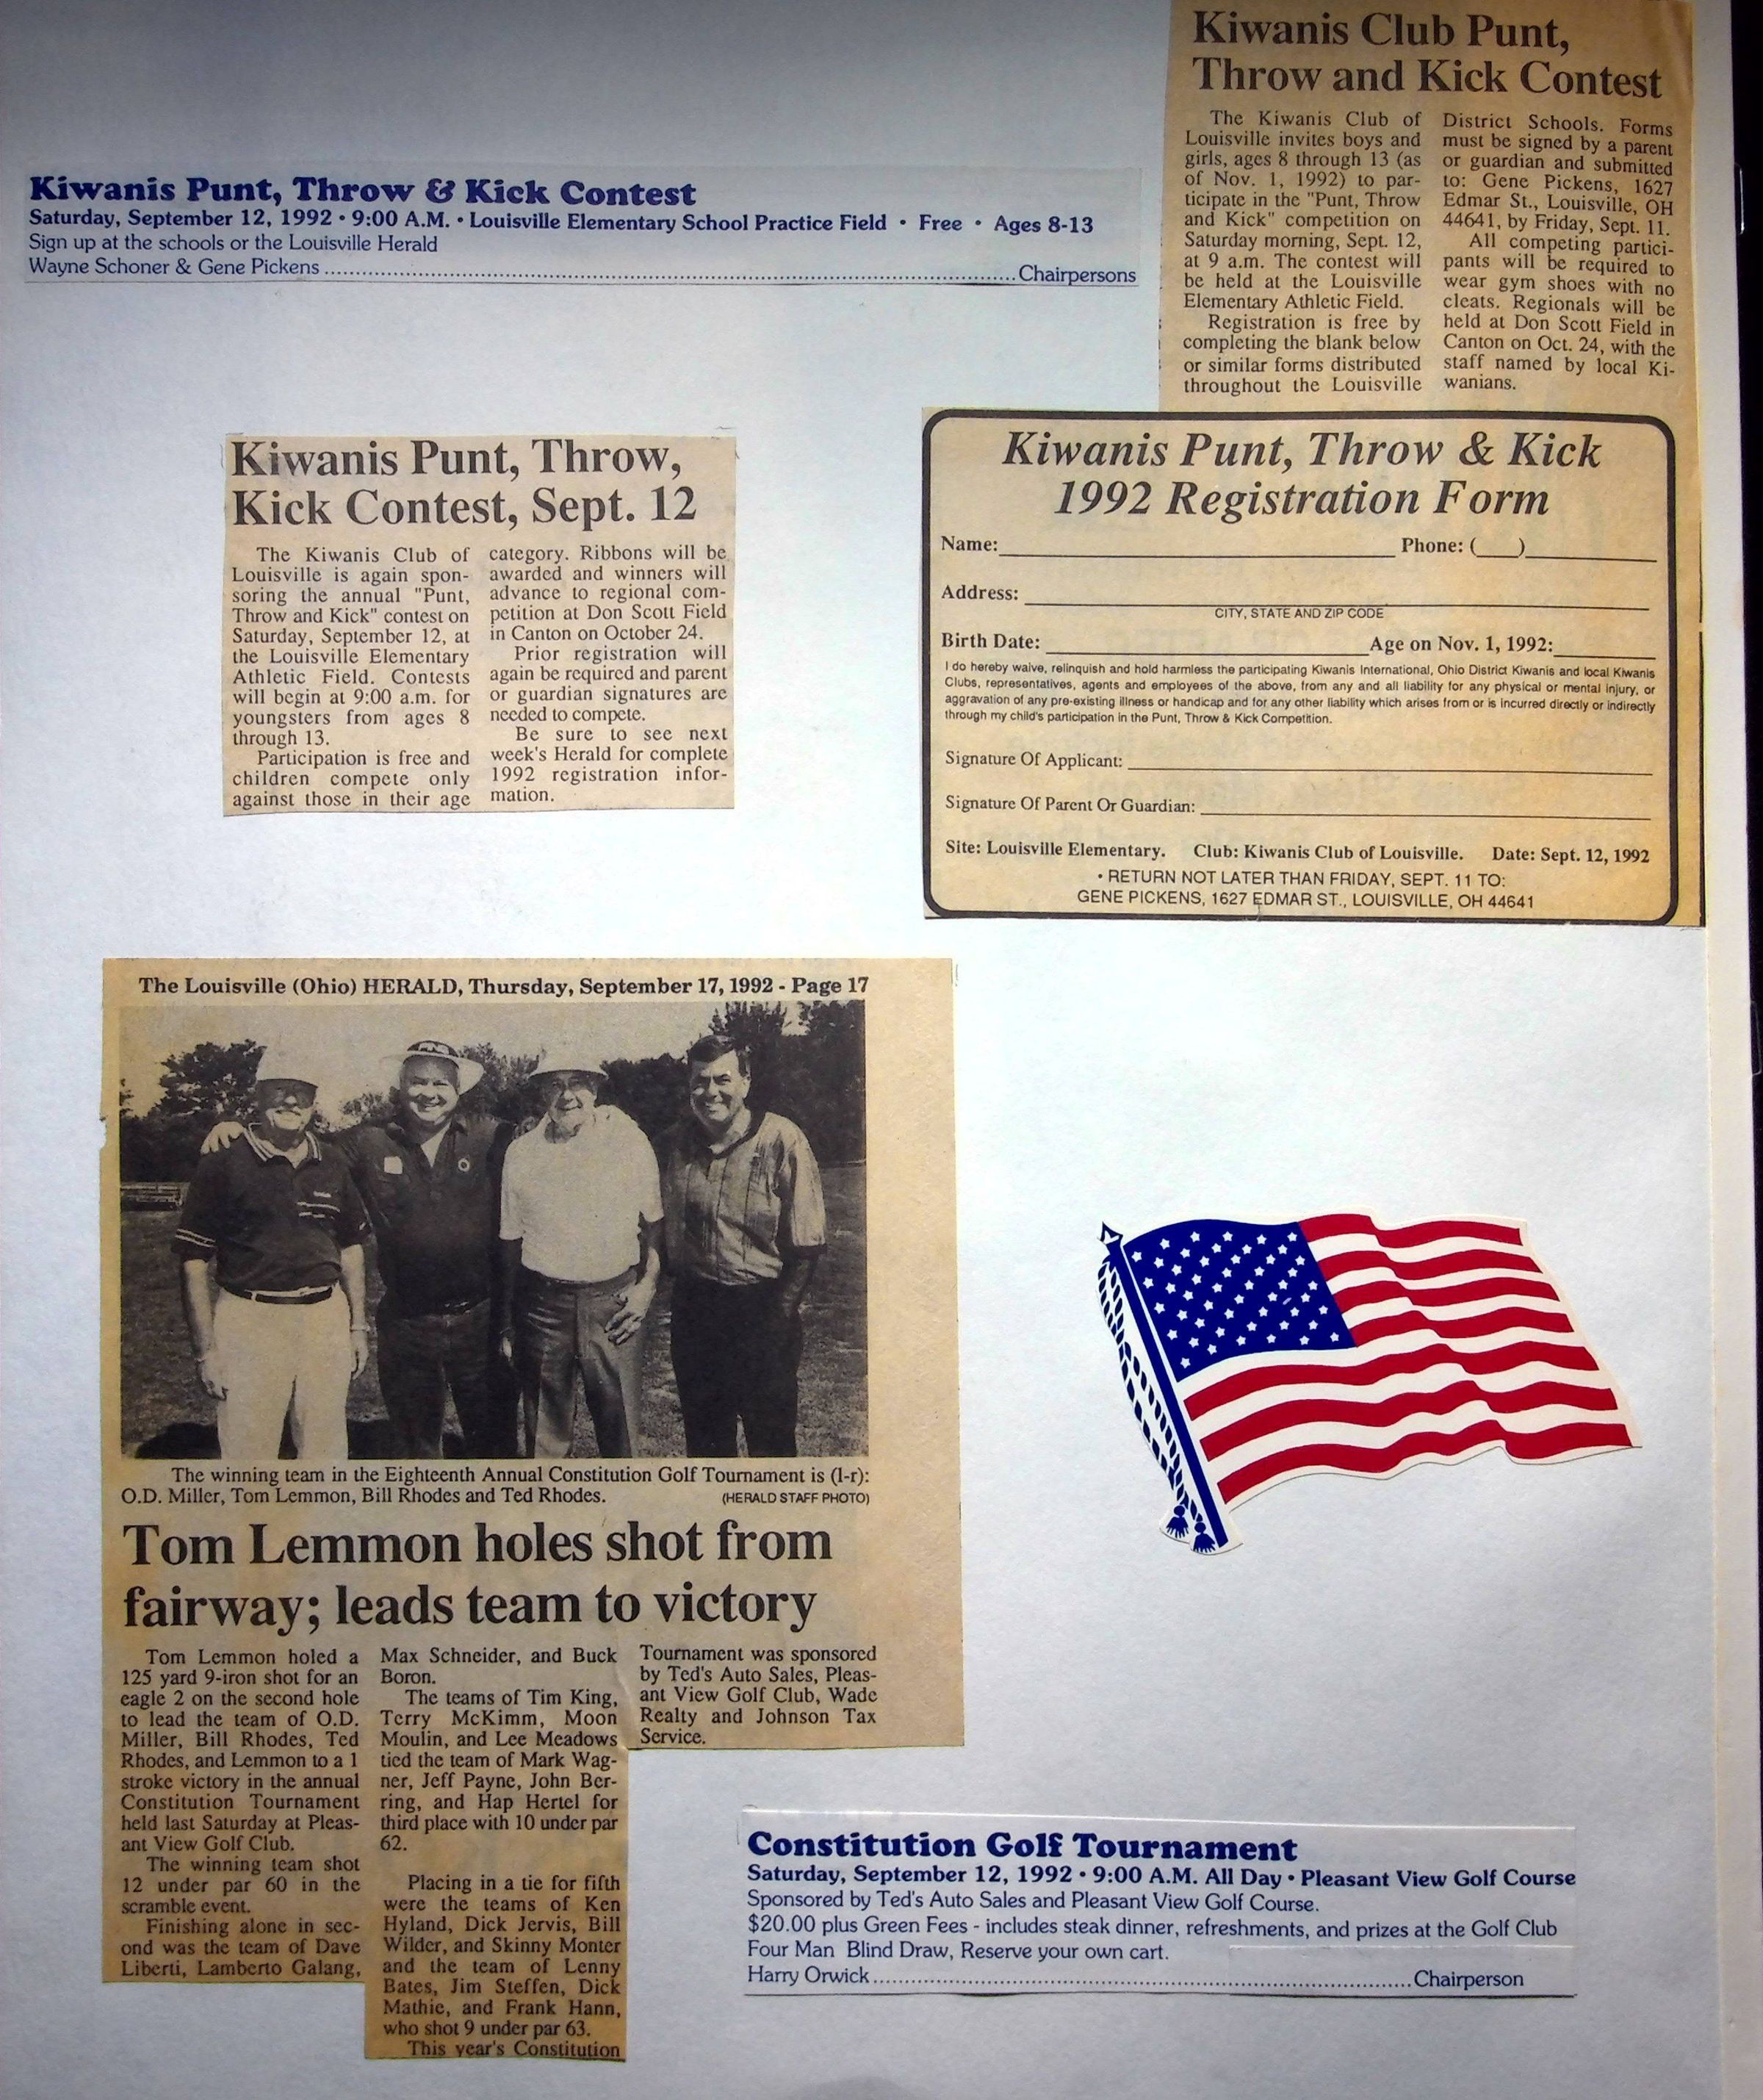 Kiwanis Punt, Throw & Kick Contest
Saturday, September 12, 1992 • 9:00 A.M. • Louisville Elementary School Practice Field • Free • Ages 8-13
Sign up at the schools or the Louisville Herald
Wayne Schoner & Gene Pickens ........ Chairpersons
Kiwanis Club Punt,
Throw and Kick Contest
The Kiwanis Club of
Louisville invites boys and
girls, ages 8 through 13 (as
of Nov. 1, 1992) to par-
ticipate in the "Punt, Throw
and Kick" competition on
Saturday morning, Sept. 12,
at 9 a.m. The contest will
be held at the Louisville
Elementary Athletic Field.
Registration is free by
completing the blank below
or similar forms distributed
throughout the Louisville
District Schools. Forms
must be signed by a parent
or guardian and submitted
to: Gene Pickens, 1627
Edmar St., Louisville, OH
44641, by Friday, Sept. 11.
All competing partici-
pants will be required to
wear gym shoes with no
cleats. Regionals will be
held at Don Scott Field in
Canton on Oct. 24, with the
staff named by local Ki-
wanians.
Kiwanis Punt, Throw,
Kick Contest, Sept. 12
The Kiwanis Club of
Louisville is again spon-
soring the annual "Punt,
Throw and Kick" contest on
Saturday, September 12, at
the Louisville Elementary
Athletic Field. Contests
will begin at 9:00 a.m. for
youngsters from ages 8
through 13.
Participation is free and
children compete only
against those in their age
category. Ribbons will be
awarded and winners will
advance to regional com-
petition at Don Scott Field
in Canton on October 24.
Prior registration will
again be required and parent
or guardian signatures are
needed to compete.
Be sure to see next
week's Herald for complete
1992 registration infor-
mation.
Kiwanis Punt, Throw & Kick
1992 Registration Form
Name:____ Phone: (___)____
Address:____
CITY, STATE AND ZIP CODE
Birth Date:____ Age on Nov. 1, 1992:____
I do hereby waive, relinquish and hold harmless the participating Kiwanis International, Ohio District Kiwanis and local Kiwanis
Clubs, representatives, agents and employees of the above, from any and all liability for any physical or mental injury, or
aggravation of any pre-existing illness or handicap and for any other liability which arises from or is incurred directly or indirectly
through my child's participation in the Punt, Throw & Kick Competition.
Signature Of Applicant:____
Signature Of Parent Or Guardian:____
Site: Louisville Elementary. Club: Kiwanis Club of Louisville. Date: Sept. 12, 1992
• RETURN NOT LATER THAN FRIDAY, SEPT. 11 TO:
GENE PICKENS, 1627 EDMAR ST., LOUISVILLE, OH 44641
The Louisville (Ohio) HERALD, Thursday, September 17, 1992 - Page 17
The winning team in the Eighteenth Annual Constitution Golf Tournament is (l-r):
O.D. Miller, Tom Lemmon, Bill Rhodes and Ted Rhodes. (HERALD STAFF PHOTO)
Tom Lemmon holes shot from
fairway; leads team to victory
Tom Lemmon holed a
125 yard 9-iron shot for an
eagle 2 on the second hole
to lead the team of O.D.
Miller, Bill Rhodes, Ted
Rhodes, and Lemmon to a 1
stroke victory in the annual
Constitution Tournament
held last Saturday at Pleas-
ant View Golf Club.
The winning team shot
12 under par 60 in the
scramble event.
Finishing alone in sec-
ond was the team of Dave
Liberti, Lamberto Galang,
Max Schneider, and Buck
Boron.
The teams of Tim King,
Terry McKimm, Moon
Moulin, and Lee Meadows
tied the team of Mark Wag-
ner, Jeff Payne, John Ber-
ring, and Hap Hertel for
third place with 10 under par
62.
Placing in a tie for fifth
were the teams of Ken
Hyland, Dick Jervis, Bill
Wilder, and Skinny Monter
and the team of Lenny
Bates, Jim Steffen, Dick
Mathie, and Frank Hann,
who shot 9 under par 63.
This year's Constitution
Tournament was sponsored
by Ted's Auto Sales, Pleas-
ant View Golf Club, Wade
Realty and Johnson Tax
Service.
Constitution Golf Tournament
Saturday, September 12, 1992 • 9:00 A.M. All Day • Pleasant View Golf Course
Sponsored by Ted's Auto Sales and Pleasant View Golf Course.
$20.00 plus Green Fees - includes steak dinner, refreshments, and prizes at the Golf Club
Four Man Blind Draw, Reserve your own cart.
Harry Orwick ........ Chairperson